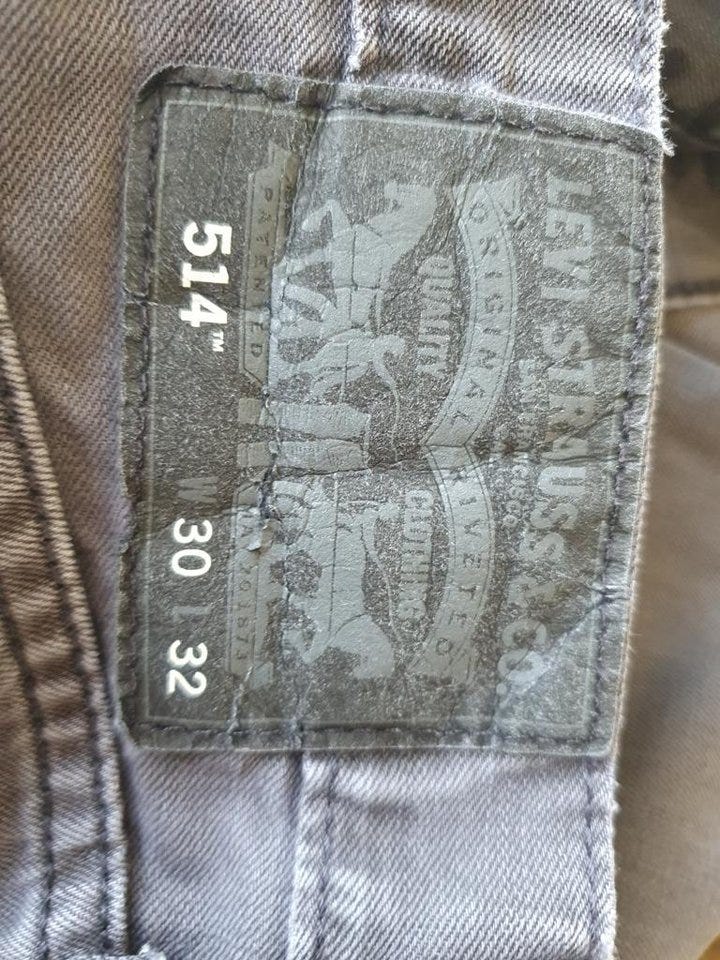 LEVI STRAUSS & CO.
ORIGINAL RIVETED
QUALITY CLOTHING
PATENTED
514™ W 30 L 32